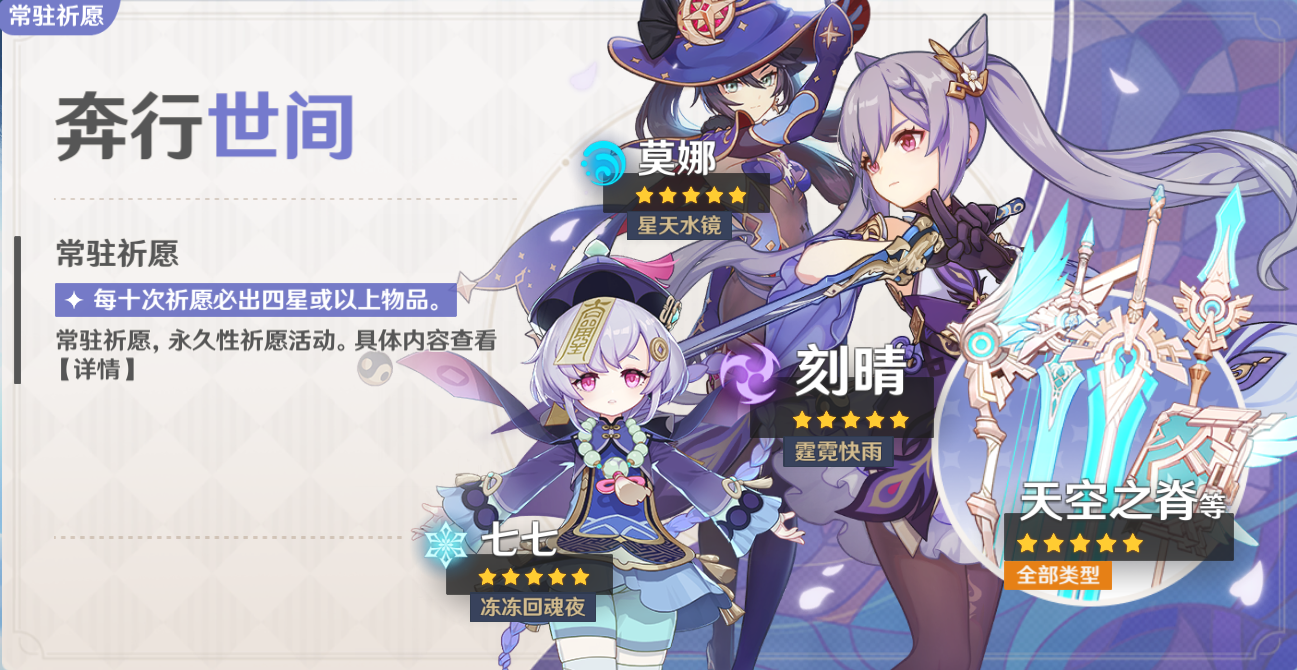 常驻祈愿
奔行世间
常驻祈愿
每十次祈愿必出四星或以上物品。
常驻祈愿，永久性祈愿活动。具体内容查看
【详情】
莫娜
星天水镜
刻晴
霆霓快雨
七七
冻冻回魂夜
天空之脊等
全部类型